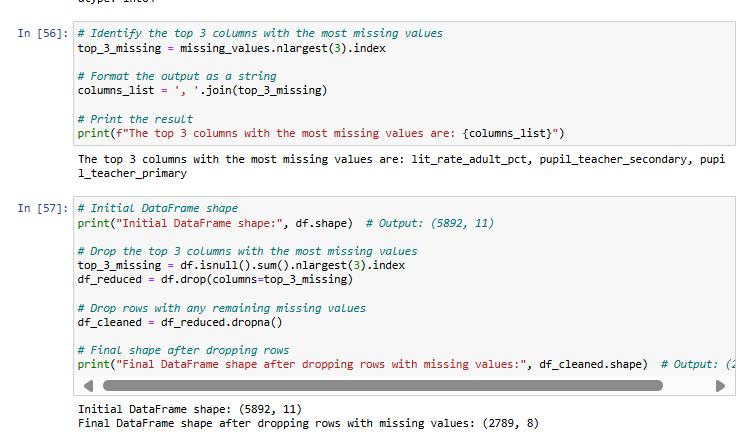 In [56]: # Identify the top 3 columns with the most missing values
top_3_missing = missing_values.nlargest(3).index
# Format the output as a string
columns_list = ', '.join(top_3_missing)
# Print the result
print(f"The top 3 columns with the most missing values are: {columns_list}")
The top 3 columns with the most missing values are: lit_rate_adult_pct, pupil_teacher_secondary, pupi
l_teacher_primary
In [57]: # Initial DataFrame shape
print("Initial DataFrame shape:", df.shape)  # Output: (5892, 11)
# Drop the top 3 columns with the most missing values
top_3_missing = df.isnull().sum().nlargest(3).index
df_reduced = df.drop(columns=top_3_missing)
# Drop rows with any remaining missing values
df_cleaned = df_reduced.dropna()
# Final shape after dropping rows
print("Final DataFrame shape after dropping rows with missing values:", df_cleaned.shape)  # Output: (2
Initial DataFrame shape: (5892, 11)
Final DataFrame shape after dropping rows with missing values: (2789, 8)